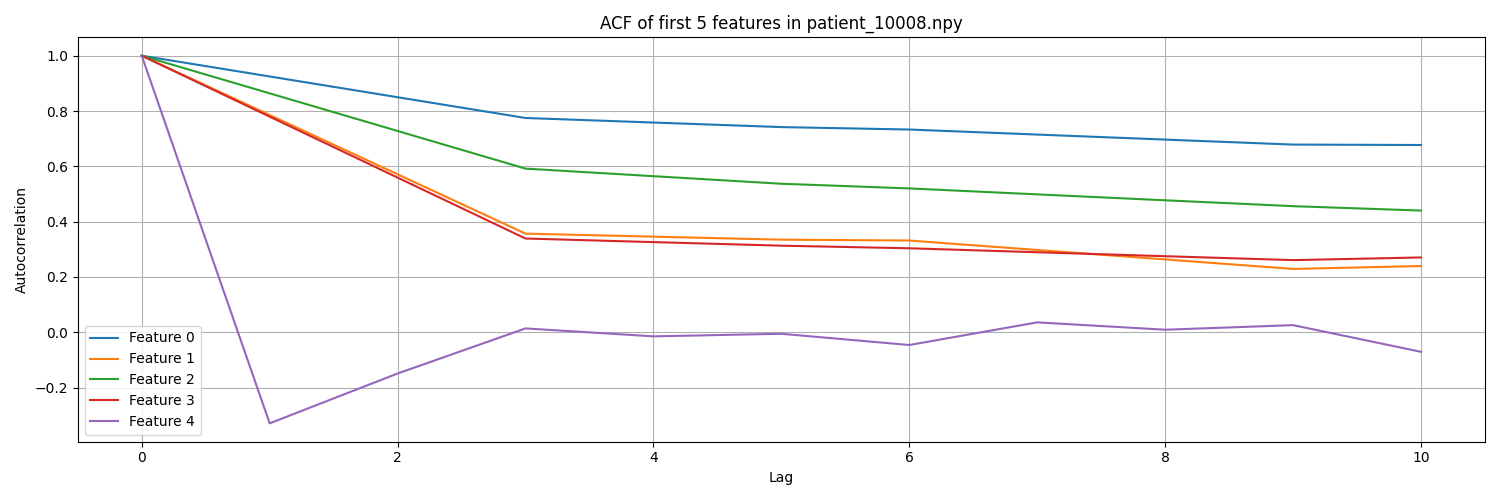 ACF of first 5 features in patient_10008.npy
1.0
0.8
0.6
0.4
0.2
0.0
−0.2
Autocorrelation
Feature 0
Feature 1
Feature 2
Feature 3
Feature 4
0 2 4 6 8 10
Lag